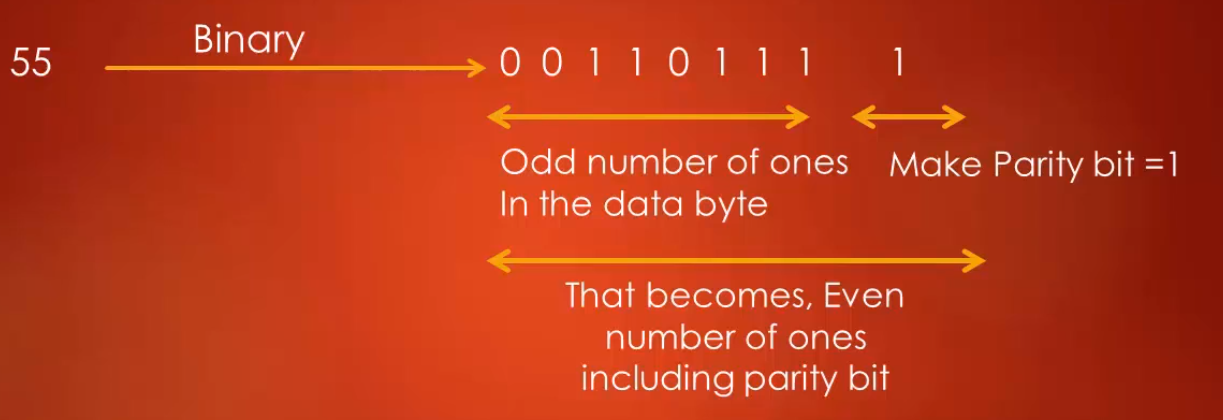 Binary
55 0 0 1 1 0 1 1 1 1
Odd number of ones Make Parity bit =1
In the data byte
That becomes, Even
number of ones
including parity bit